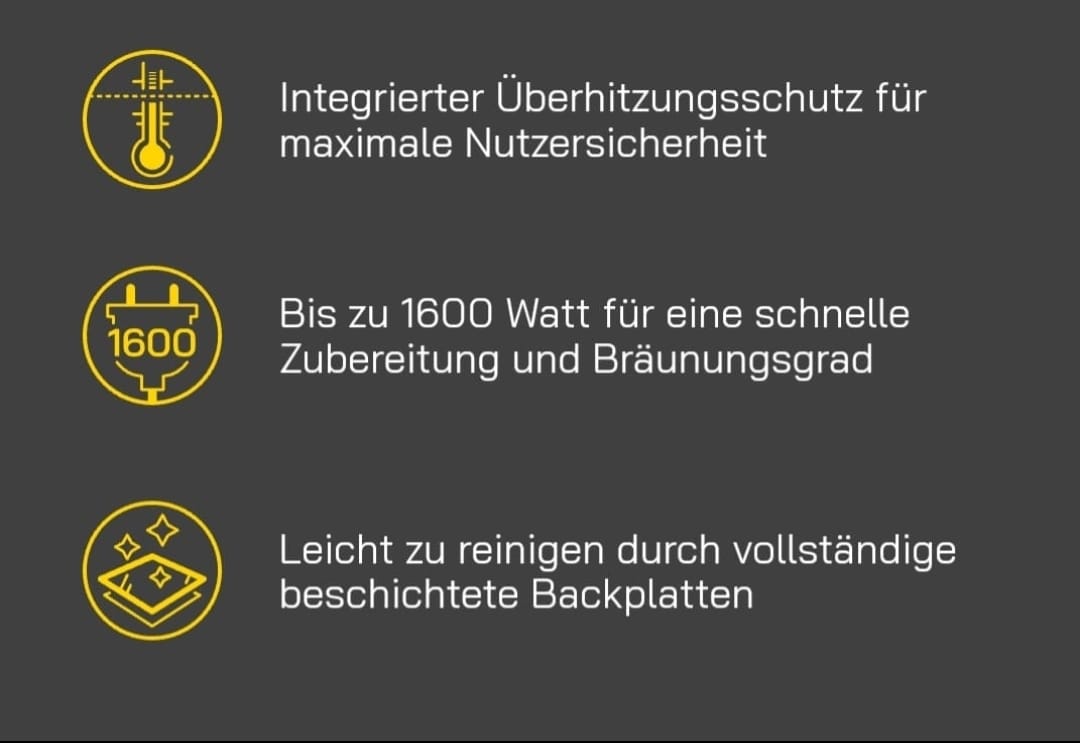 Integrierter Überhitzungsschutz für
maximale Nutzersicherheit
1600
Bis zu 1600 Watt für eine schnelle
Zubereitung und Bräunungsgrad
Leicht zu reinigen durch vollständige
beschichtete Backplatten